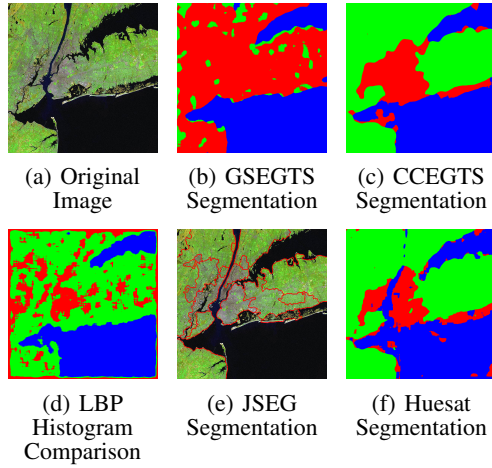 (a) Original
Image
(b) GSEGTS
Segmentation
(c) CCEGTS
Segmentation
(d) LBP
Histogram
Comparison
(e) JSEG
Segmentation
(f) Huesat
Segmentation